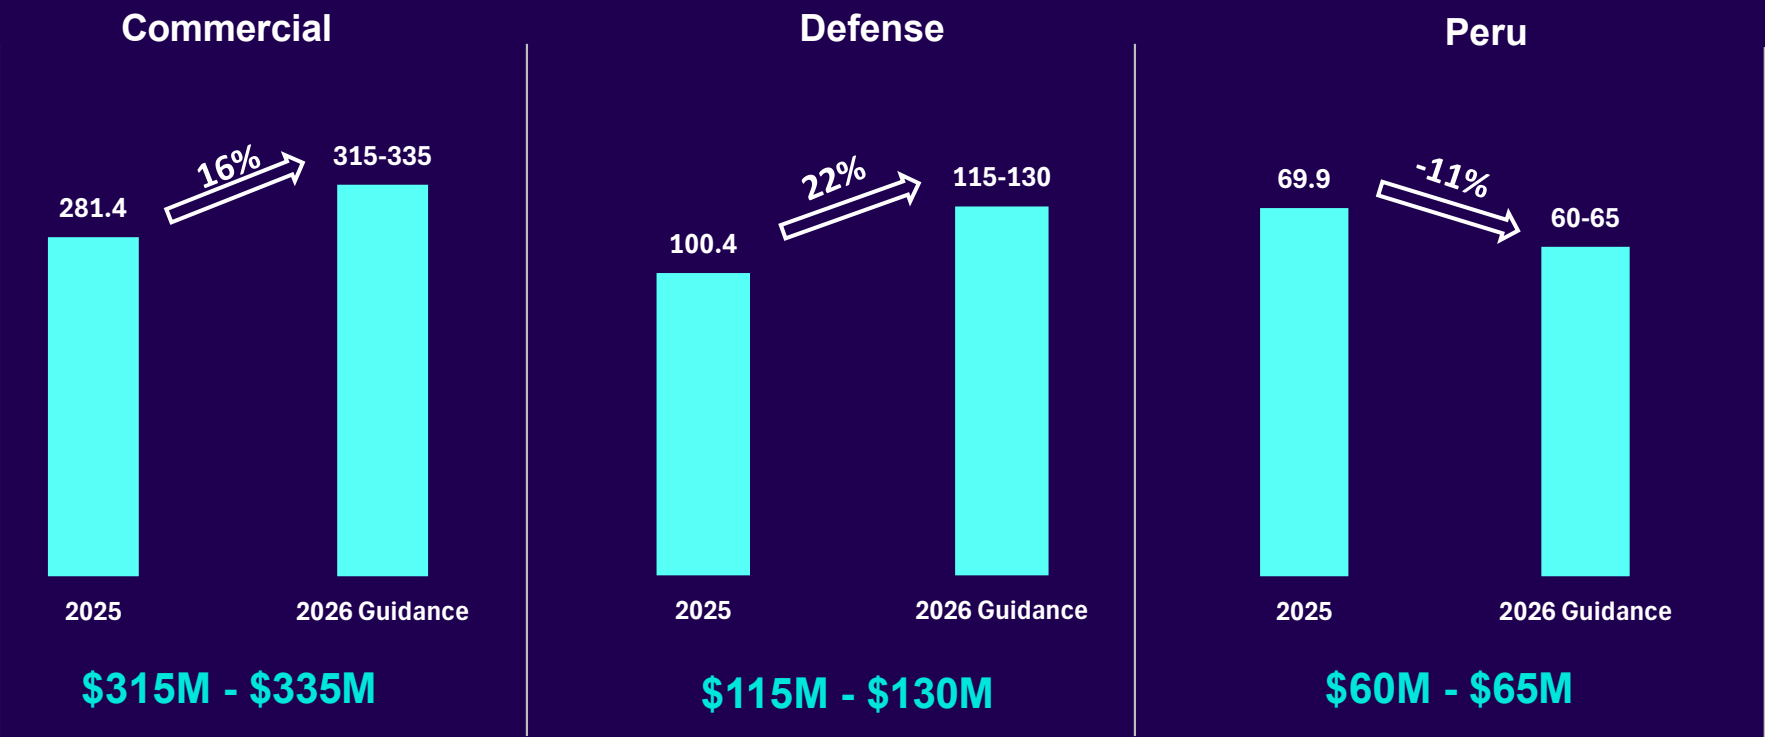 Commercial
16%
281.4
315-335
2025
2026 Guidance
$315M - $335M
Defense
22%
100.4
115-130
2025
2026 Guidance
$115M - $130M
Peru
-11%
69.9
60-65
2025
2026 Guidance
$60M - $65M